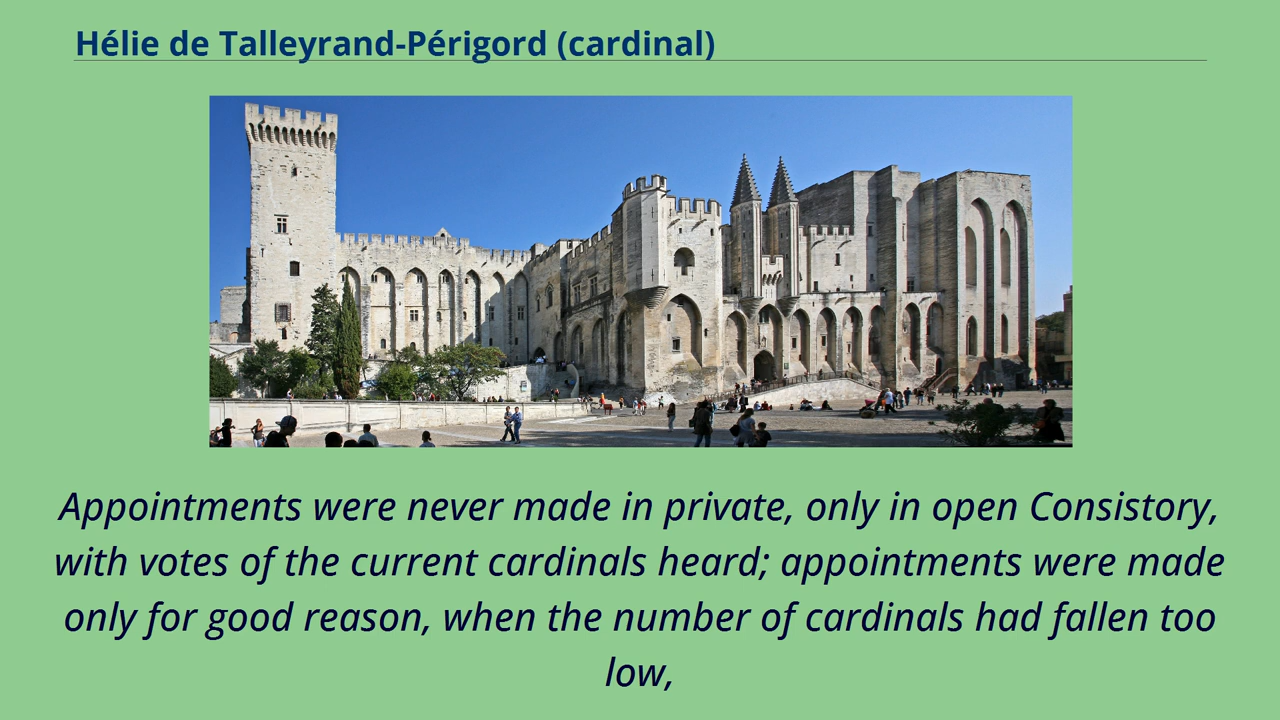 Hélie de Talleyrand-Périgord (cardinal)
Appointments were never made in private, only in open Consistory,
with votes of the current cardinals heard; appointments were made
only for good reason, when the number of cardinals had fallen too
low,